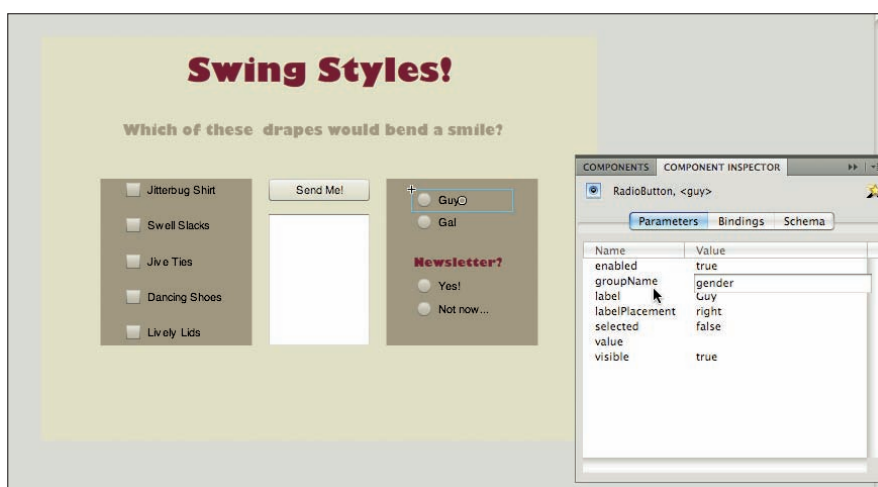 Swing Styles!
Which of these drapes would bend a smile?
Jitterbug Shirt
Swell Slacks
Jive Ties
Dancing Shoes
Lively Lids
Send Me!
Guy
Gal
Newsletter?
Yes!
Not now...
COMPONENTS COMPONENT INSPECTOR
RadioButton, <guy>
Parameters Bindings Schema
Name Value
enabled true
groupName gender
label Guy
labelPlacement right
selected false
value
visible true